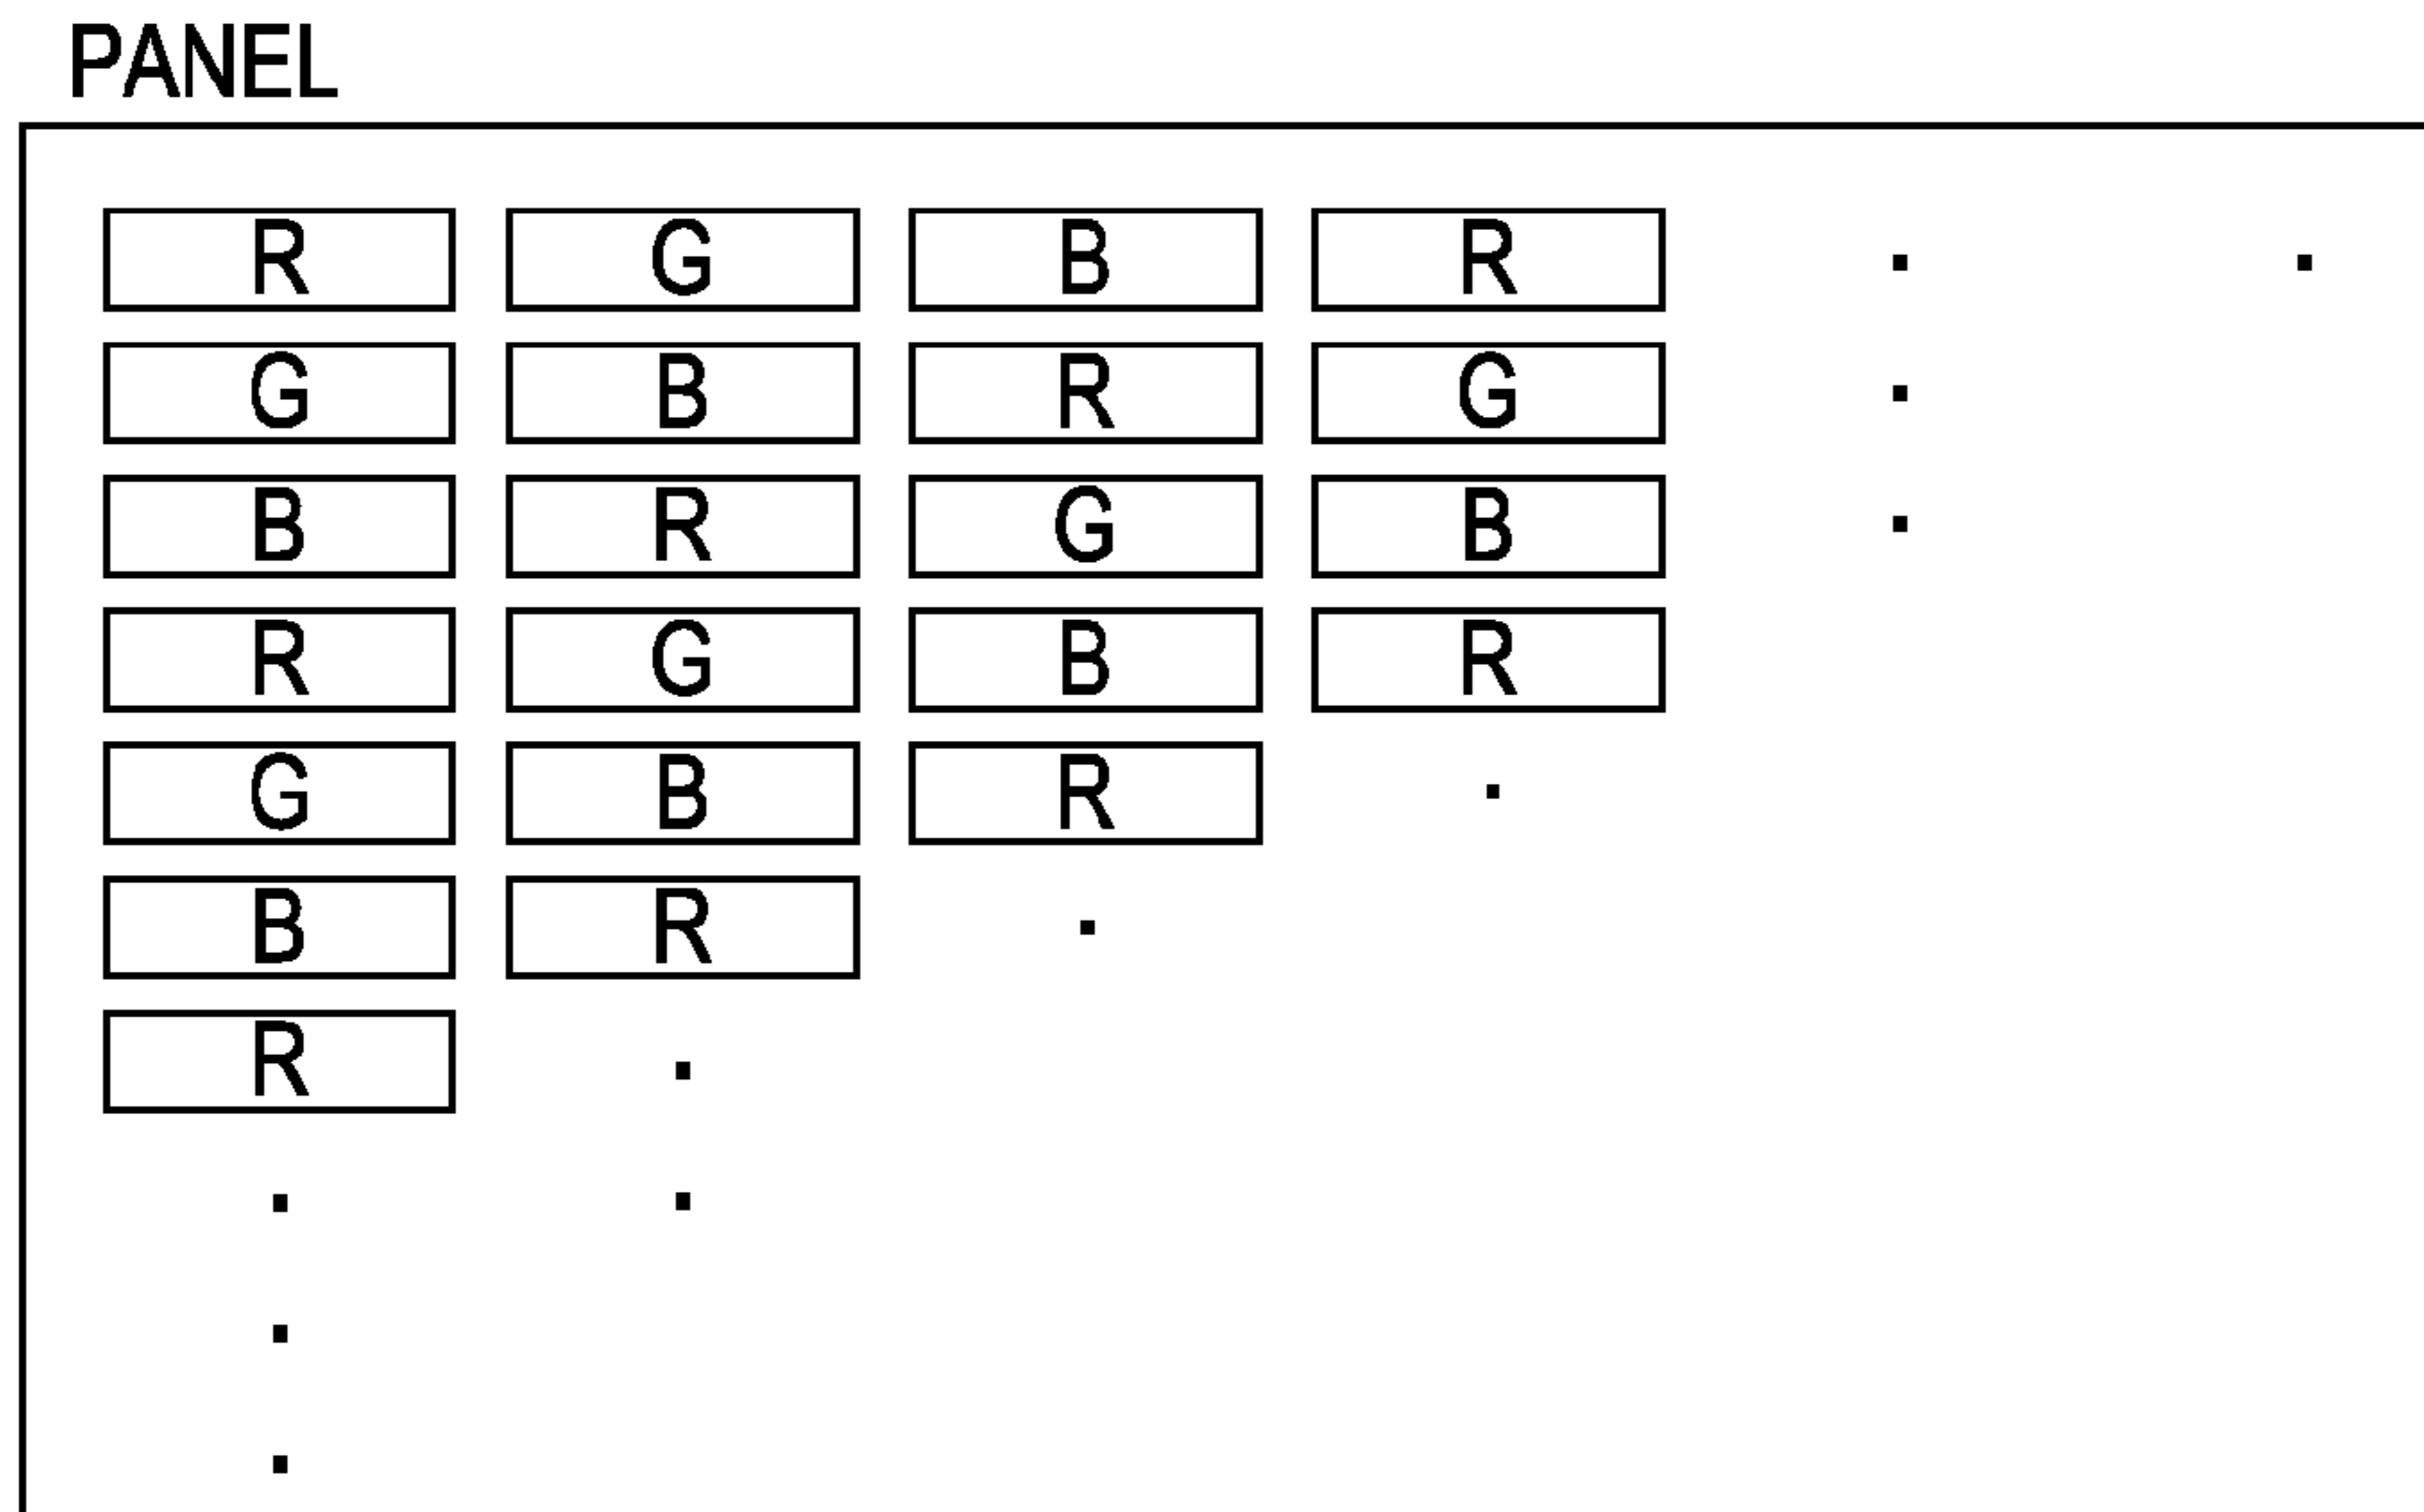 PANEL
R G B R . .
G B R G .
B R G B .
R G B R
G B R .
B R .
R .
. .
.
.